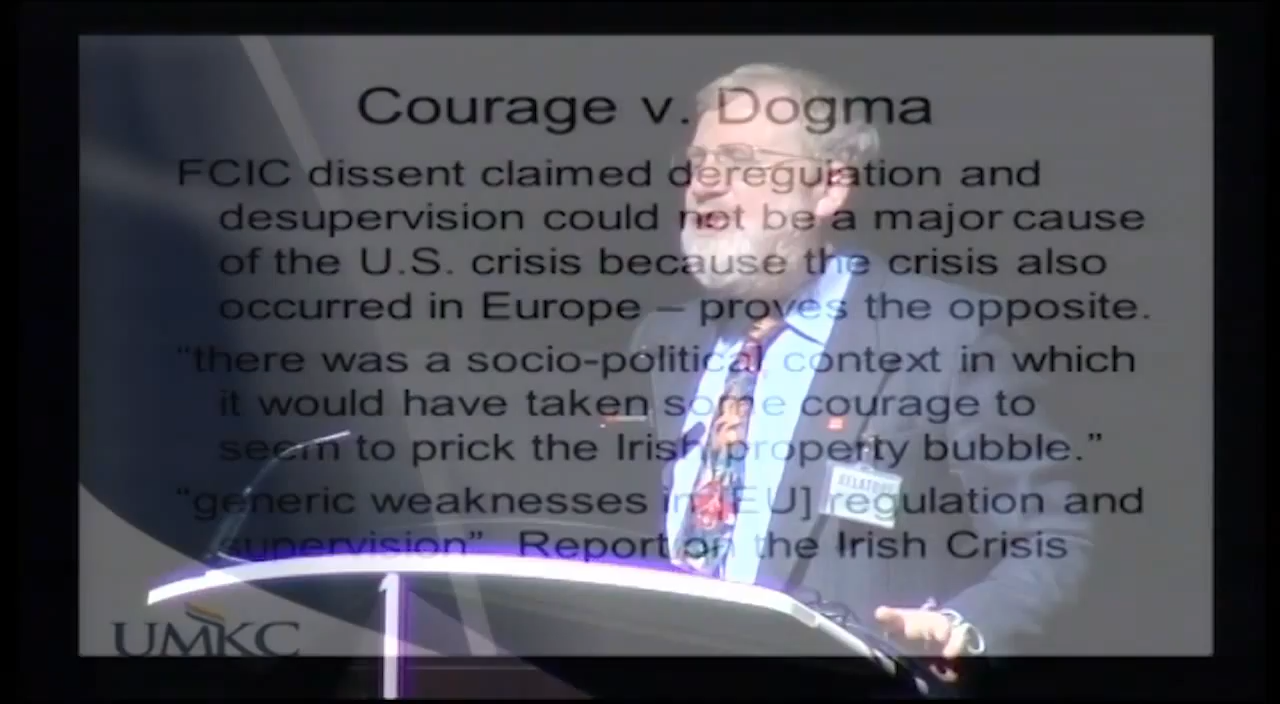 Courage v. Dogma
FCIC dissent claimed deregulation and
desupervision could not be a major cause
of the U.S. crisis because the crisis also
occurred in Europe – proves the opposite.
“there was a socio-political context in which
it would have taken some courage to
seem to prick the Irish property bubble.”
“generic weaknesses in [EU] regulation and
supervision” Report on the Irish Crisis
RELATORE
UMKC